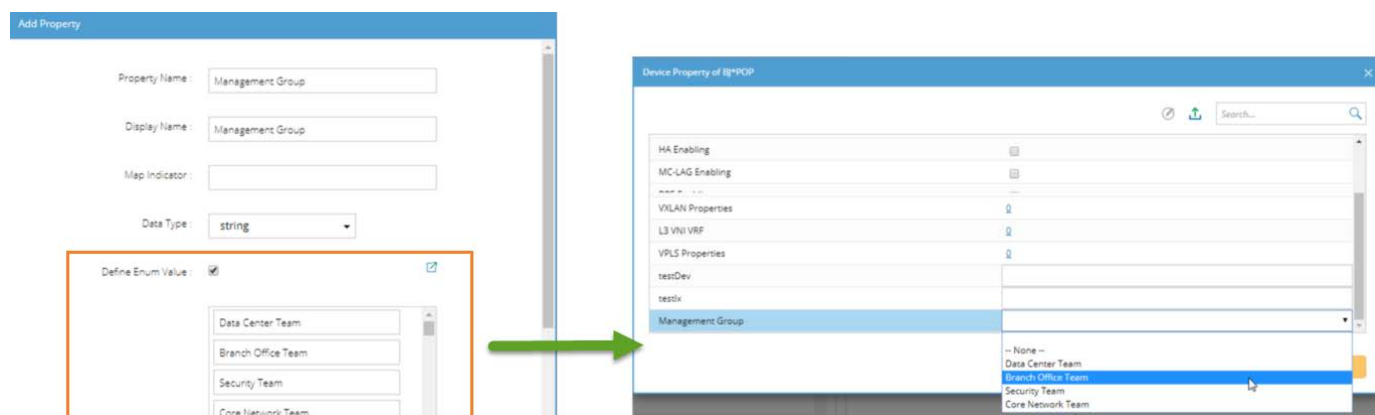 Add Property
Property Name :
Management Group
Display Name :
Management Group
Map Indicator :
Data Type :
string
Define Enum Value :
Data Center Team
Branch Office Team
Security Team
Core Network Team
Device Property of BJ*POP
Search...
HA Enabling
MC-LAG Enabling
VXLAN Properties
0
L3 VNI VRF
0
VPLS Properties
0
testDev
testlx
Management Group
-- None --
Data Center Team
Branch Office Team
Security Team
Core Network Team